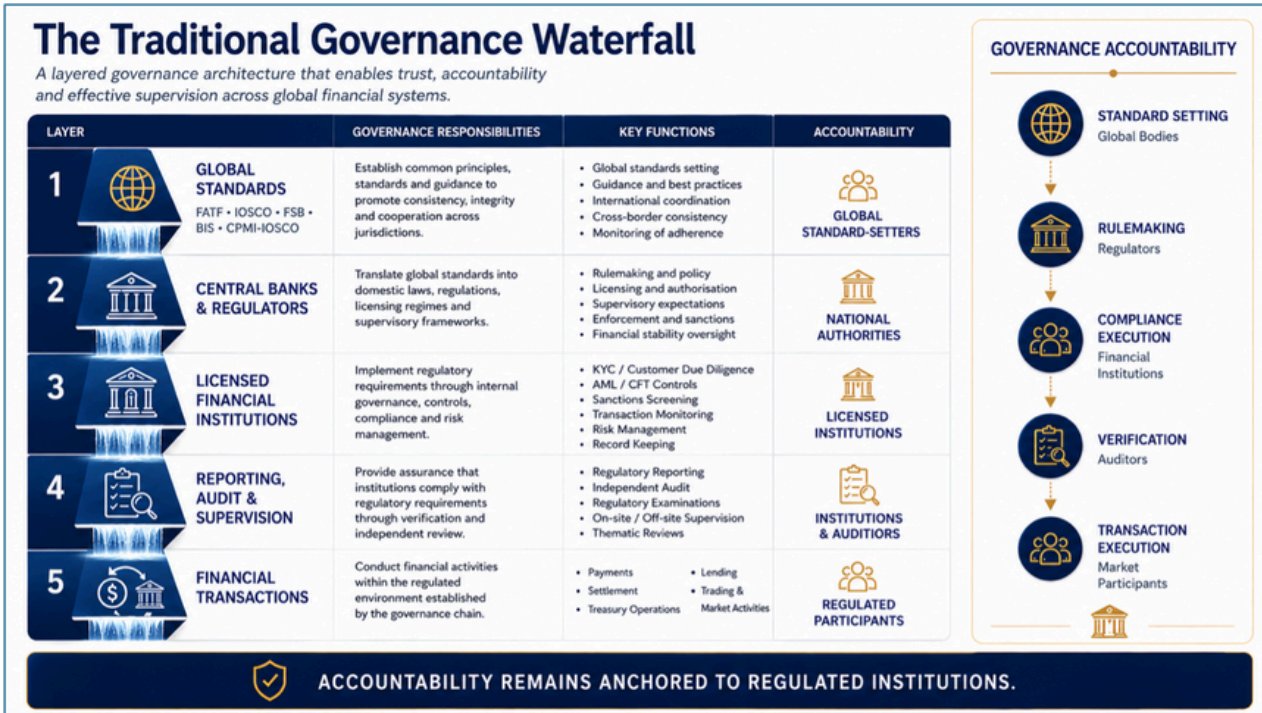 The Traditional Governance Waterfall
A layered governance architecture that enables trust, accountability
and effective supervision across global financial systems.
LAYER
GOVERNANCE RESPONSIBILITIES
KEY FUNCTIONS
ACCOUNTABILITY
1
GLOBAL
STANDARDS
FATF • IOSCO • FSB •
BIS • CPMI-IOSCO
Establish common principles,
standards and guidance to
promote consistency, integrity
and cooperation across
jurisdictions.
• Global standards setting
• Guidance and best practices
• International coordination
• Cross-border consistency
• Monitoring of adherence
GLOBAL
STANDARD-SETTERS
2
CENTRAL BANKS
& REGULATORS
Translate global standards into
domestic laws, regulations,
licensing regimes and
supervisory frameworks.
• Rulemaking and policy
• Licensing and authorisation
• Supervisory expectations
• Enforcement and sanctions
• Financial stability oversight
NATIONAL
AUTHORITIES
3
LICENSED
FINANCIAL
INSTITUTIONS
Implement regulatory
requirements through internal
governance, controls,
compliance and risk
management.
• KYC / Customer Due Diligence
• AML / CFT Controls
• Sanctions Screening
• Transaction Monitoring
• Risk Management
• Record Keeping
LICENSED
INSTITUTIONS
4
REPORTING,
AUDIT &
SUPERVISION
Provide assurance that
institutions comply with
regulatory requirements
through verification and
independent review.
• Regulatory Reporting
• Independent Audit
• Regulatory Examinations
• On-site / Off-site Supervision
• Thematic Reviews
INSTITUTIONS
& AUDITIORS
5
$
FINANCIAL
TRANSACTIONS
Conduct financial activities
within the regulated
environment established
by the governance chain.
• Payments
• Settlement
• Treasury Operations
• Lending
• Trading &
Market Activities
REGULATED
PARTICIPANTS
GOVERNANCE ACCOUNTABILITY
STANDARD SETTING
Global Bodies
RULEMAKING
Regulators
COMPLIANCE
EXECUTION
Financial
Institutions
VERIFICATION
Auditors
TRANSACTION
EXECUTION
Market
Participants
ACCOUNTABILITY REMAINS ANCHORED TO REGULATED INSTITUTIONS.